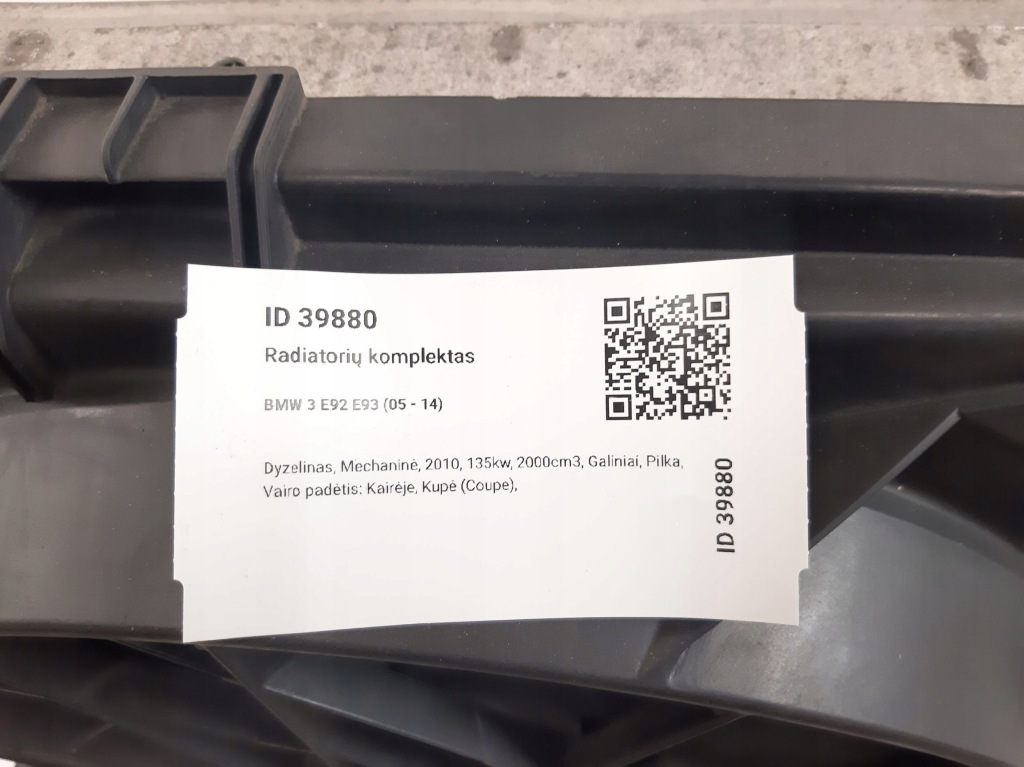 ID 39880
Radiatorių komplektas
BMW 3 E92 E93 (05 - 14)
Dyzelinas, Mechaninė, 2010, 135kw, 2000cm3, Galiniai, Pilka,
Vairo padėtis: Kairėje, Kupė (Coupe),
ID 39880